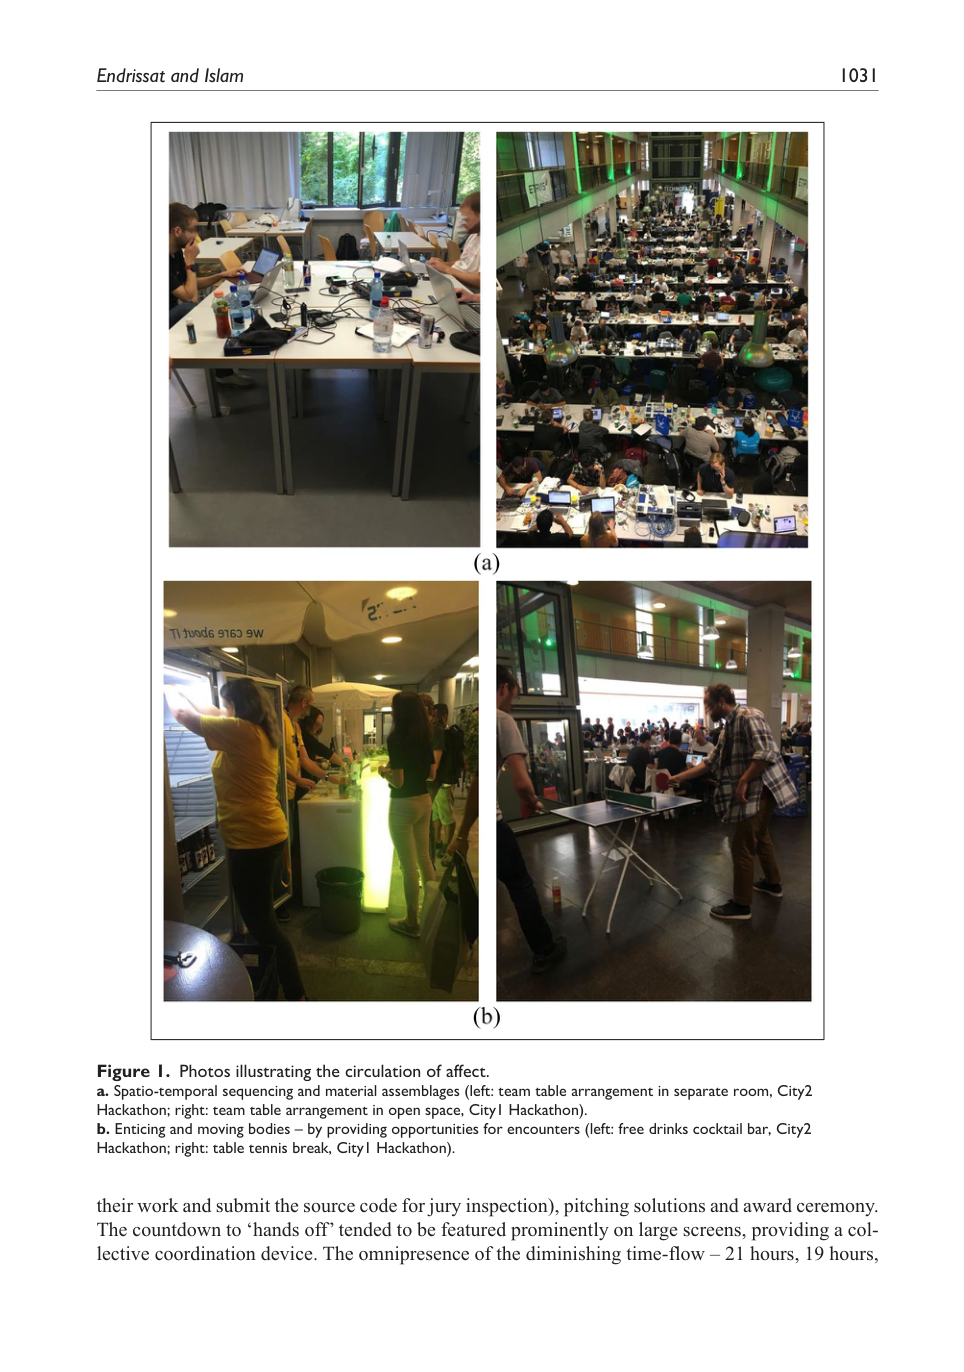 Endrissat and Islam 1031
ETAVIS
TECHNOPARK
(a)
we care about IT
(b)
Figure 1. Photos illustrating the circulation of affect.
a. Spatio-temporal sequencing and material assemblages (left: team table arrangement in separate room, City2
Hackathon; right: team table arrangement in open space, City1 Hackathon).
b. Enticing and moving bodies – by providing opportunities for encounters (left: free drinks cocktail bar, City2
Hackathon; right: table tennis break, City1 Hackathon).
their work and submit the source code for jury inspection), pitching solutions and award ceremony.
The countdown to ‘hands off’ tended to be featured prominently on large screens, providing a col-
lective coordination device. The omnipresence of the diminishing time-flow – 21 hours, 19 hours,